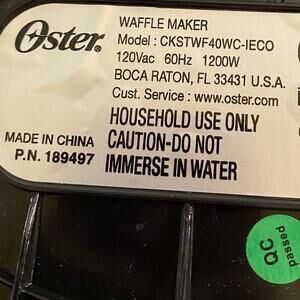 Oster.
WAFFLE MAKER
Model : CKSTWF40WC-IECO
120Vac 60Hz 1200W
BOCA RATON, FL 33431 U.S.A.
Cust. Service : www.oster.com
HOUSEHOLD USE ONLY
MADE IN CHINA
P.N. 189497
CAUTION-DO NOT
IMMERSE IN WATER
QC
passed